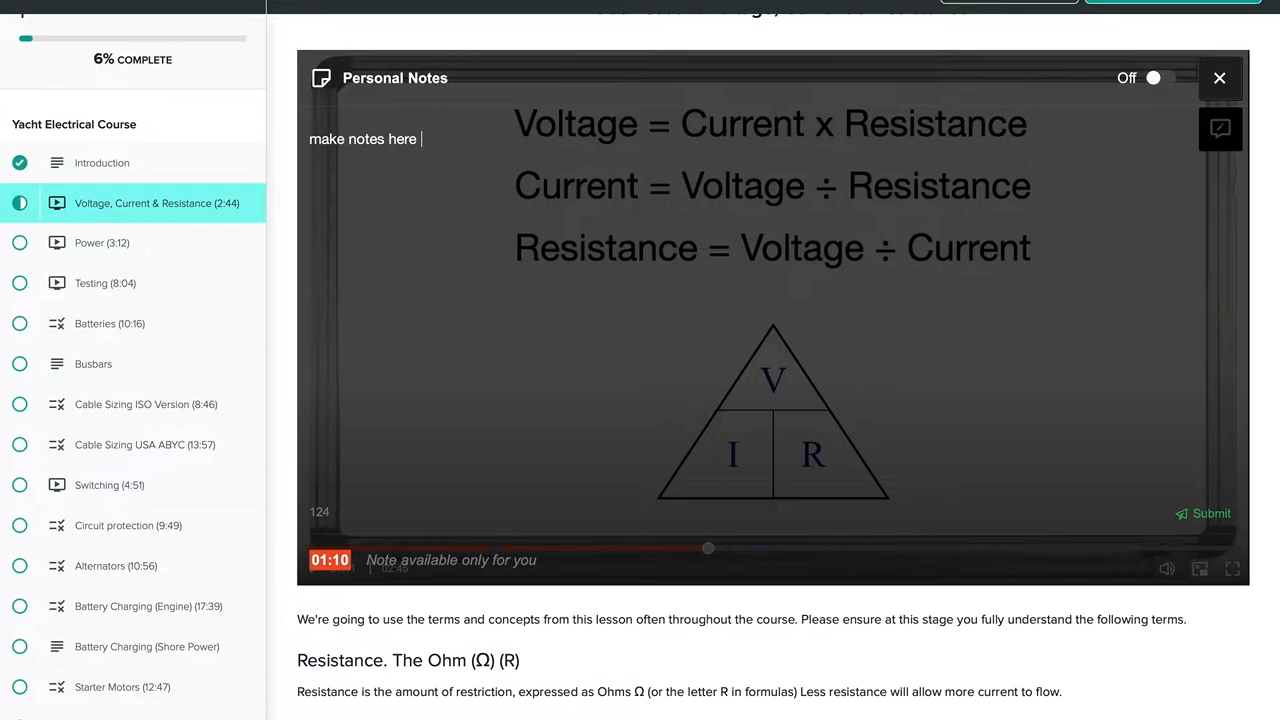 6% COMPLETE
Yacht Electrical Course
Introduction
Voltage, Current & Resistance (2:44)
Power (3:12)
Testing (8:04)
Batteries (10:16)
Busbars
Cable Sizing ISO Version (8:46)
Cable Sizing USA ABYC (13:57)
Switching (4:51)
Circuit protection (9:49)
Alternators (10:56)
Battery Charging (Engine) (17:39)
Battery Charging (Shore Power)
Starter Motors (12:47)
Personal Notes
Off
make notes here
Voltage = Current x Resistance
Current = Voltage ÷ Resistance
Resistance = Voltage ÷ Current
V
I R
124
Submit
01:10 Note available only for you
02:45
We're going to use the terms and concepts from this lesson often throughout the course. Please ensure at this stage you fully understand the following terms.
Resistance. The Ohm (Ω) (R)
Resistance is the amount of restriction, expressed as Ohms Ω (or the letter R in formulas) Less resistance will allow more current to flow.